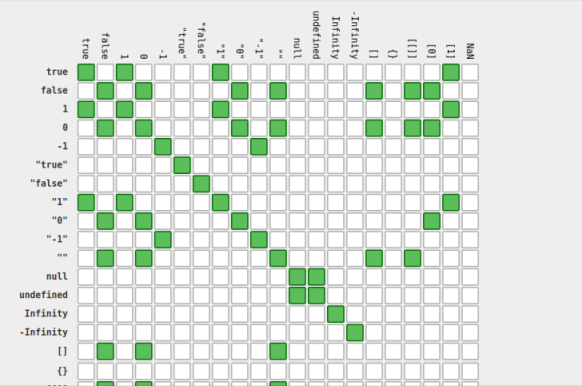 true
false
1
0
-1
"true"
"false"
"1"
"0"
"-1"
""
null
undefined
Infinity
-Infinity
[]
{}
[[]]
[0]
[1]
NaN
true
false
1
0
-1
"true"
"false"
"1"
"0"
"-1"
""
null
undefined
Infinity
-Infinity
[]
{}